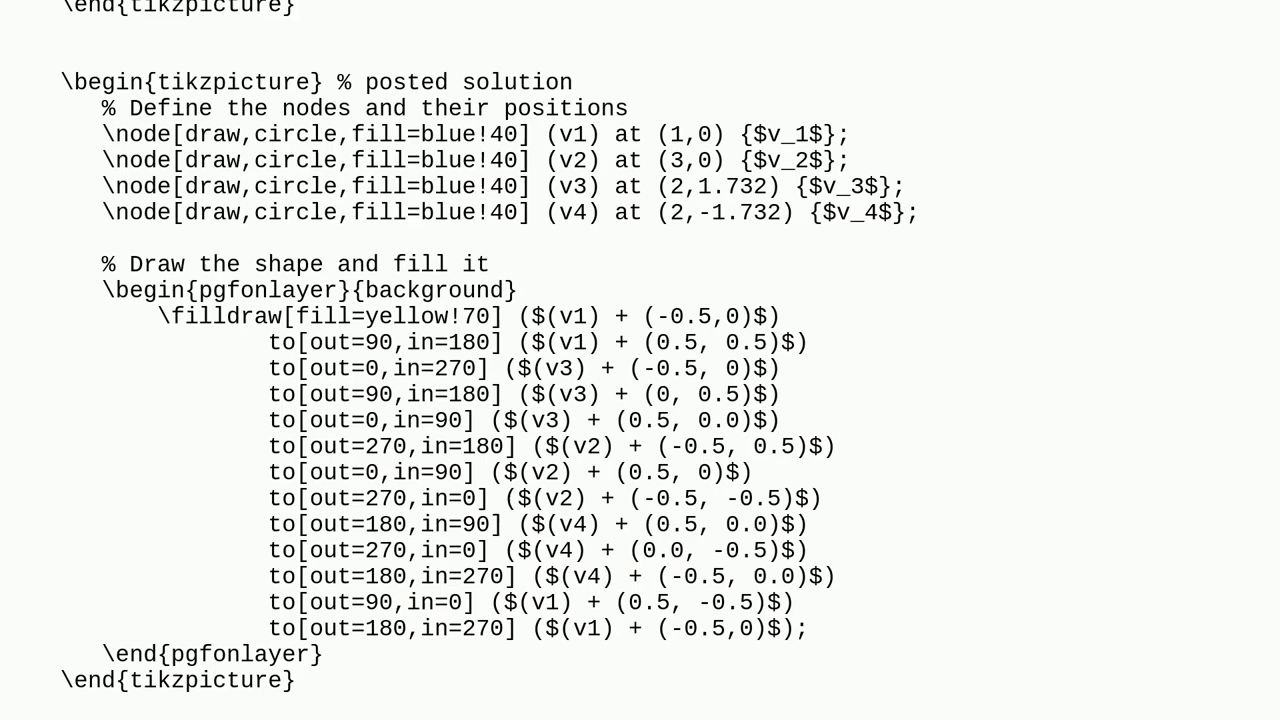 \end{tikzpicture}
\begin{tikzpicture} % posted solution
% Define the nodes and their positions
\node[draw,circle,fill=blue!40] (v1) at (1,0) {$v_1$};
\node[draw,circle,fill=blue!40] (v2) at (3,0) {$v_2$};
\node[draw,circle,fill=blue!40] (v3) at (2,1.732) {$v_3$};
\node[draw,circle,fill=blue!40] (v4) at (2,-1.732) {$v_4$};
% Draw the shape and fill it
\begin{pgfonlayer}{background}
\filldraw[fill=yellow!70] ($(v1) + (-0.5,0)$)
to[out=90,in=180] ($(v1) + (0.5, 0.5)$)
to[out=0,in=270] ($(v3) + (-0.5, 0)$)
to[out=90,in=180] ($(v3) + (0, 0.5)$)
to[out=0,in=90] ($(v3) + (0.5, 0.0)$)
to[out=270,in=180] ($(v2) + (-0.5, 0.5)$)
to[out=0,in=90] ($(v2) + (0.5, 0)$)
to[out=270,in=0] ($(v2) + (-0.5, -0.5)$)
to[out=180,in=90] ($(v4) + (0.5, 0.0)$)
to[out=270,in=0] ($(v4) + (0.0, -0.5)$)
to[out=180,in=270] ($(v4) + (-0.5, 0.0)$)
to[out=90,in=0] ($(v1) + (0.5, -0.5)$)
to[out=180,in=270] ($(v1) + (-0.5,0)$);
\end{pgfonlayer}
\end{tikzpicture}